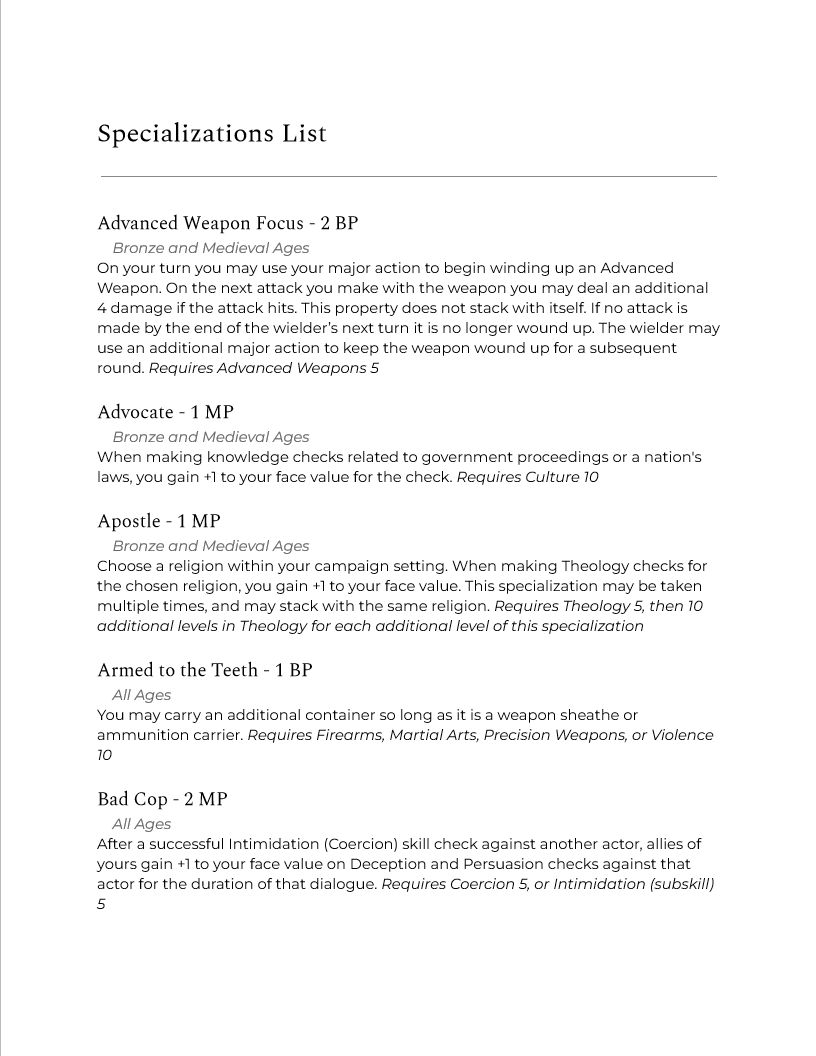 Specializations List
Advanced Weapon Focus - 2 BP
Bronze and Medieval Ages
On your turn you may use your major action to begin winding up an Advanced
Weapon. On the next attack you make with the weapon you may deal an additional
4 damage if the attack hits. This property does not stack with itself. If no attack is
made by the end of the wielder’s next turn it is no longer wound up. The wielder may
use an additional major action to keep the weapon wound up for a subsequent
round. Requires Advanced Weapons 5
Advocate - 1 MP
Bronze and Medieval Ages
When making knowledge checks related to government proceedings or a nation's
laws, you gain +1 to your face value for the check. Requires Culture 10
Apostle - 1 MP
Bronze and Medieval Ages
Choose a religion within your campaign setting. When making Theology checks for
the chosen religion, you gain +1 to your face value. This specialization may be taken
multiple times, and may stack with the same religion. Requires Theology 5, then 10
additional levels in Theology for each additional level of this specialization
Armed to the Teeth - 1 BP
All Ages
You may carry an additional container so long as it is a weapon sheathe or
ammunition carrier. Requires Firearms, Martial Arts, Precision Weapons, or Violence
10
Bad Cop - 2 MP
All Ages
After a successful Intimidation (Coercion) skill check against another actor, allies of
yours gain +1 to your face value on Deception and Persuasion checks against that
actor for the duration of that dialogue. Requires Coercion 5, or Intimidation (subskill)
5